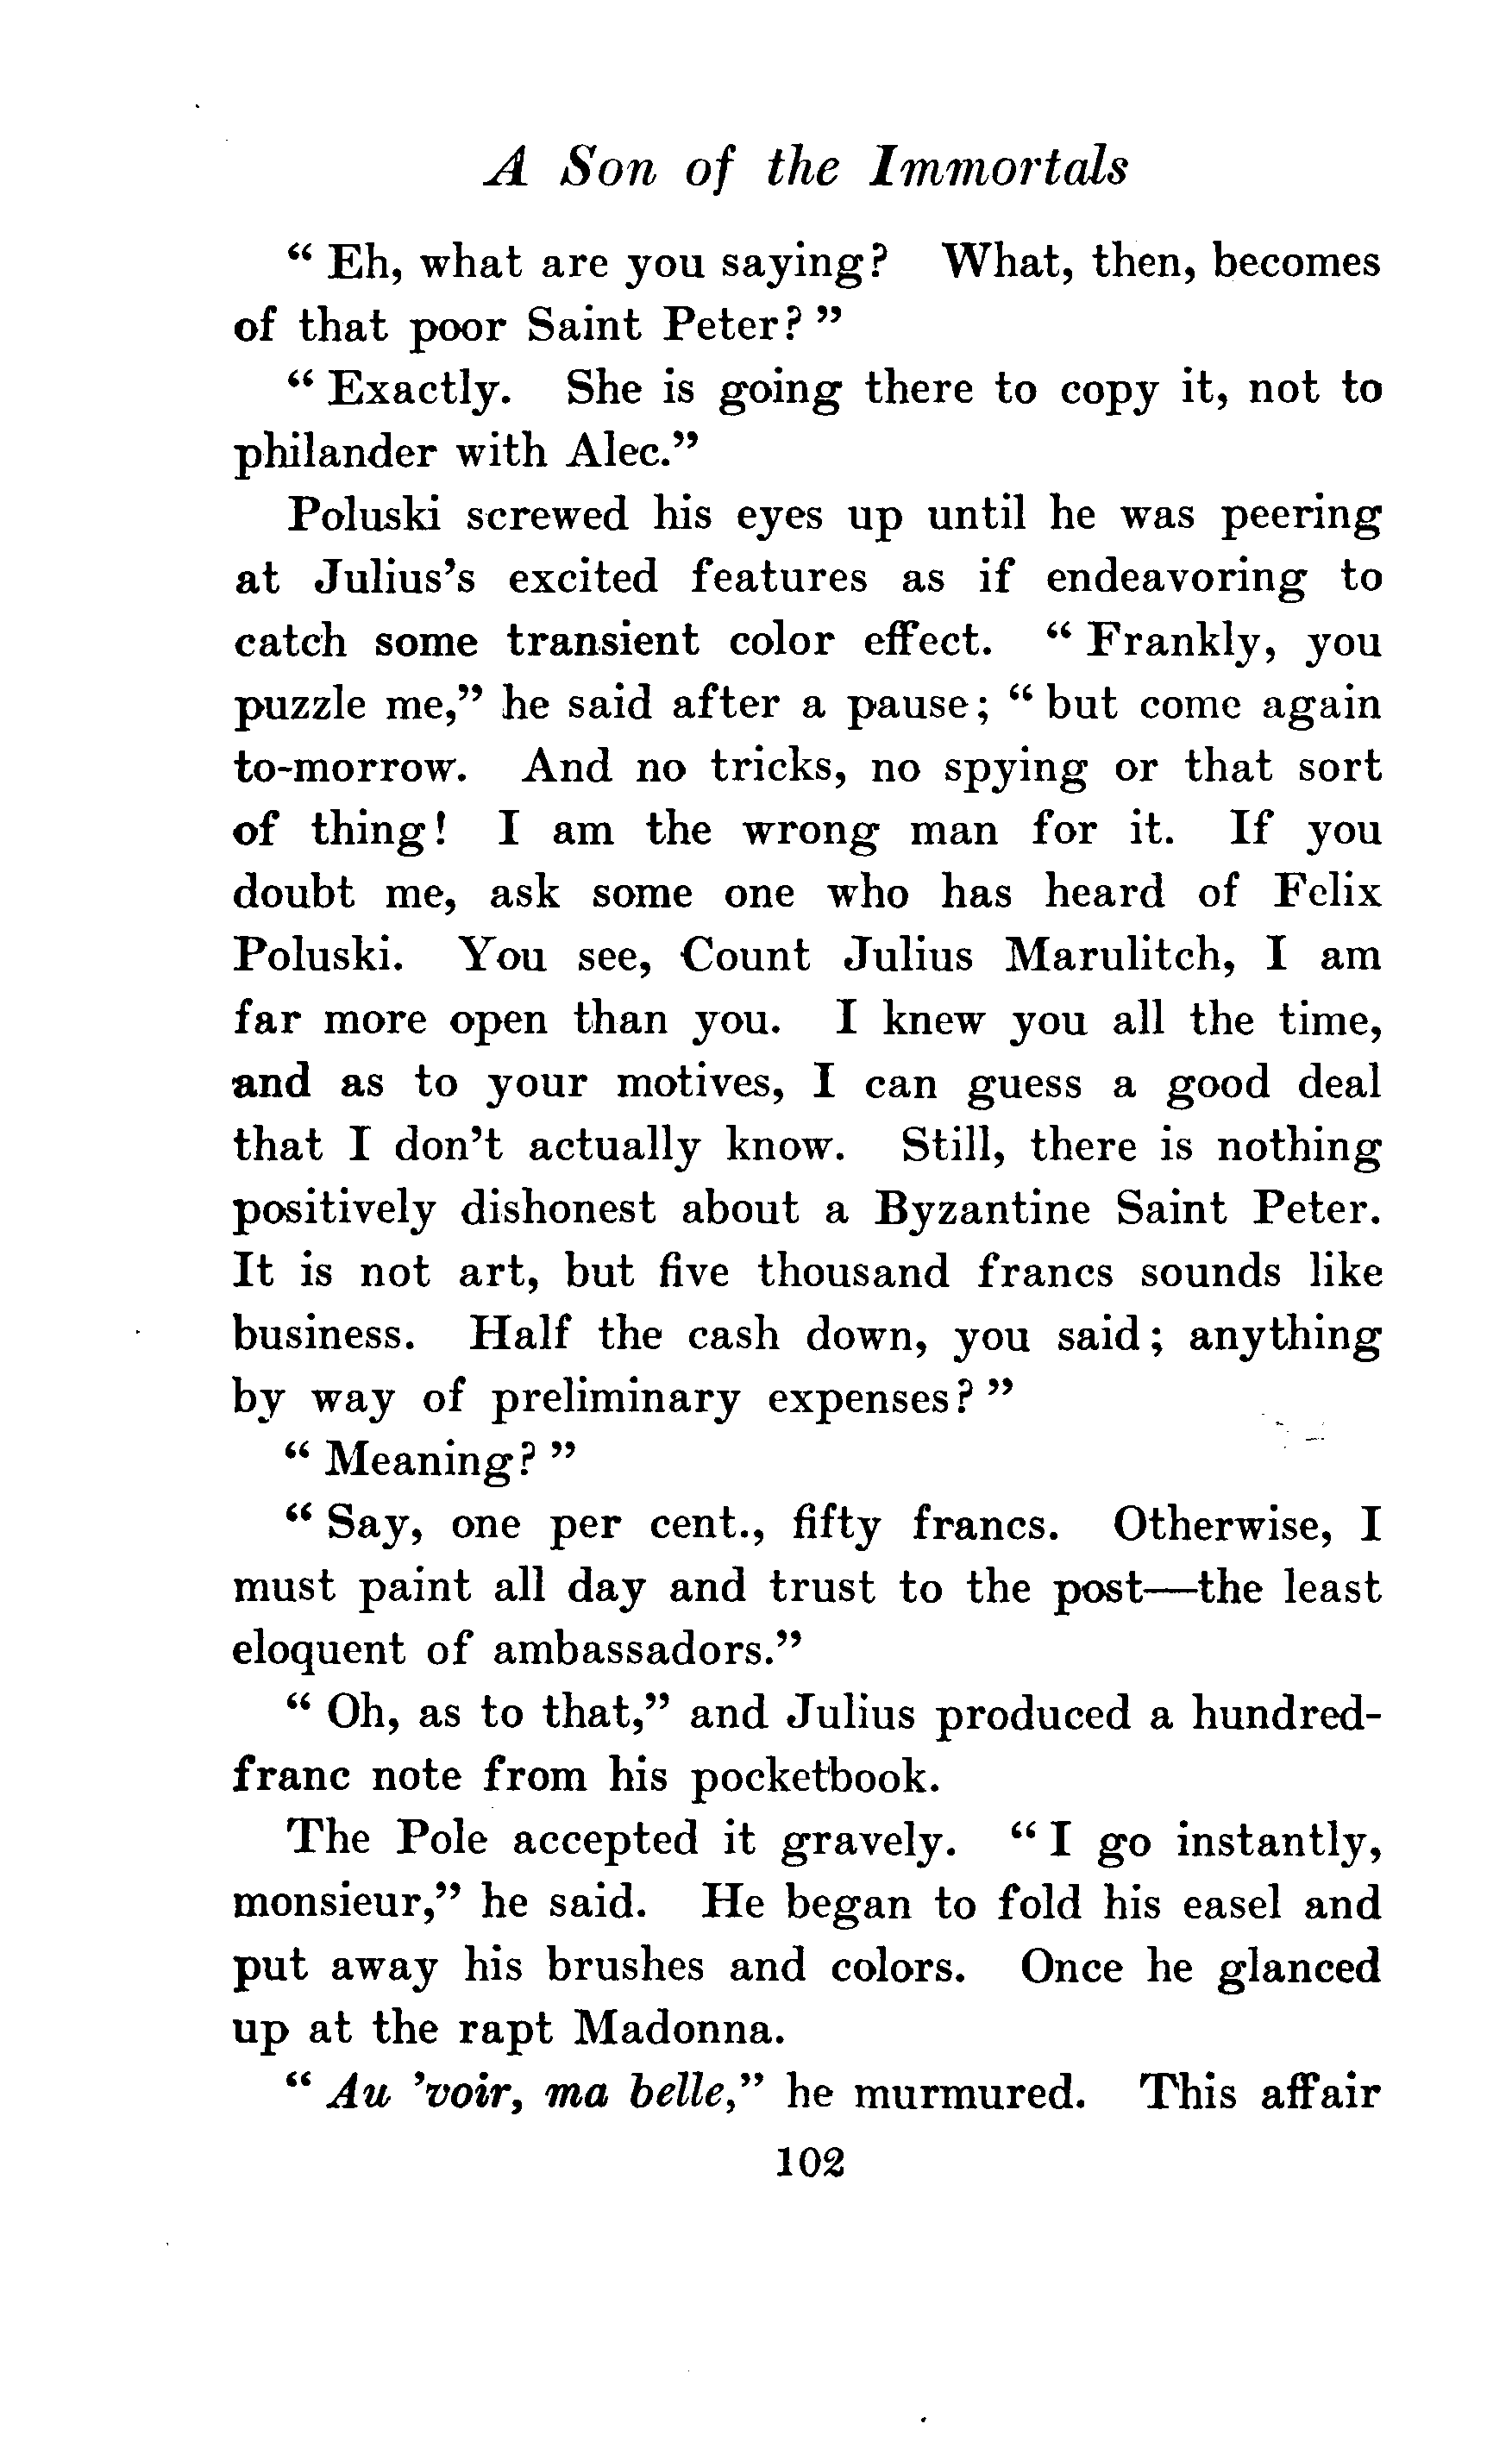 A Son of the Immortals
“ Eh, what are you saying? What, then, becomes
of that poor Saint Peter? ”
“ Exactly. She is going there to copy it, not to
philander with Alec.”
Poluski screwed his eyes up until he was peering
at Julius’s excited features as if endeavoring to
catch some transient color effect. “ Frankly, you
puzzle me,” he said after a pause; “ but come again
to-morrow. And no tricks, no spying or that sort
of thing! I am the wrong man for it. If you
doubt me, ask some one who has heard of Felix
Poluski. You see, Count Julius Marulitch, I am
far more open than you. I knew you all the time,
and as to your motives, I can guess a good deal
that I don’t actually know. Still, there is nothing
positively dishonest about a Byzantine Saint Peter.
It is not art, but five thousand francs sounds like
business. Half the cash down, you said; anything
by way of preliminary expenses? ”
“ Meaning? ”
“ Say, one per cent., fifty francs. Otherwise, I
must paint all day and trust to the post—the least
eloquent of ambassadors.”
“ Oh, as to that,” and Julius produced a hundred-
franc note from his pocketbook.
The Pole accepted it gravely. “ I go instantly,
monsieur,” he said. He began to fold his easel and
put away his brushes and colors. Once he glanced
up at the rapt Madonna.
“ Au ’voir, ma belle,” he murmured. This affair
102